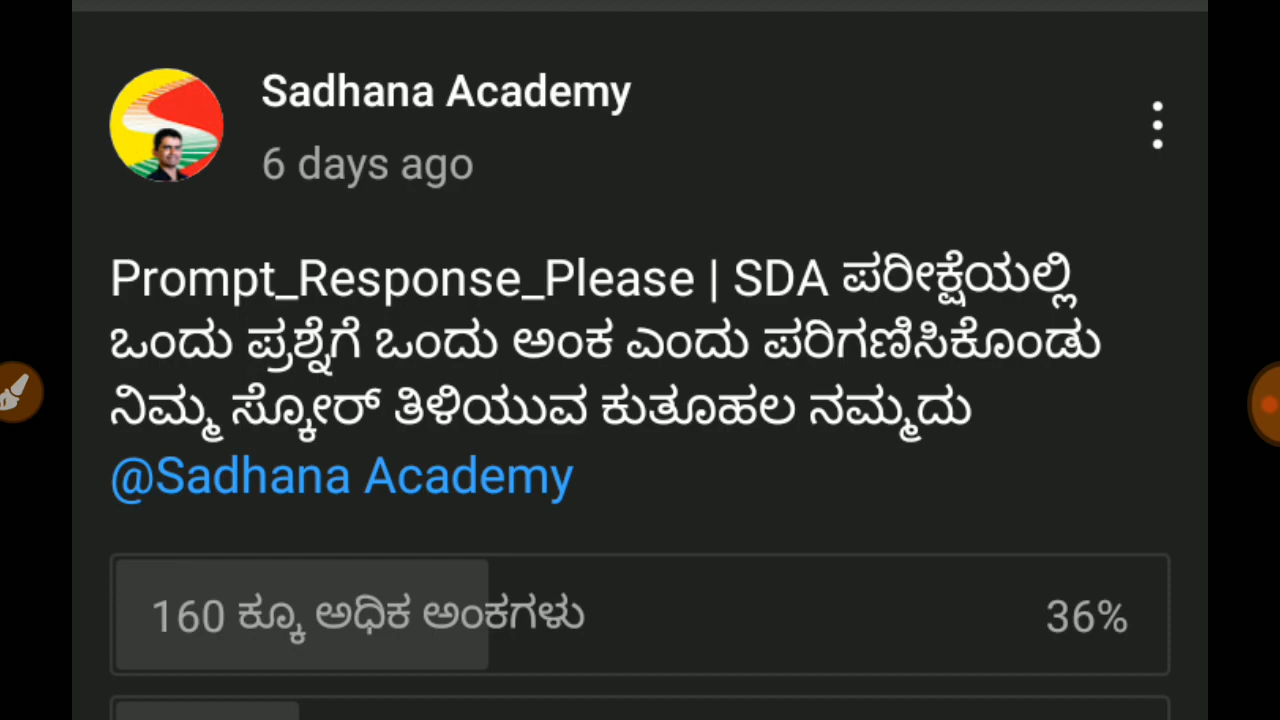 Sadhana Academy
6 days ago
Prompt_Response_Please | SDA ಪರೀಕ್ಷೆಯಲ್ಲಿ
ಒಂದು ಪ್ರಶ್ನೆಗೆ ಒಂದು ಅಂಕ ಎಂದು ಪರಿಗಣಿಸಿಕೊಂಡು
ನಿಮ್ಮ ಸ್ಕೋರ್ ತಿಳಿಯುವ ಕುತೂಹಲ ನಮ್ಮದು
@Sadhana Academy
160 ಕ್ಕೂ ಅಧಿಕ ಅಂಕಗಳು 36%